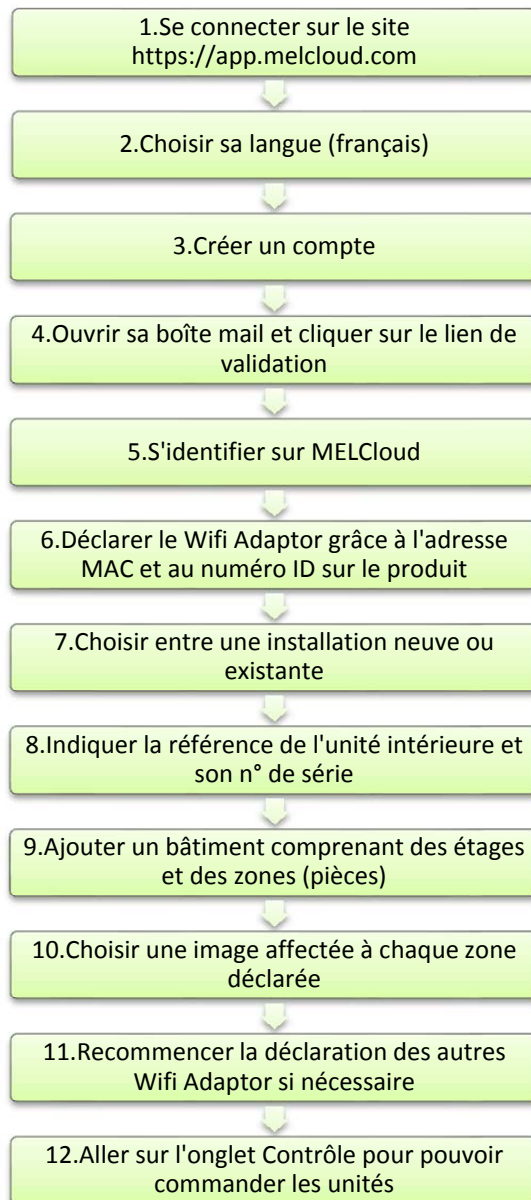 1.Se connecter sur le site
https://app.melcloud.com
2.Choisir sa langue (français)
3.Créer un compte
4.Ouvrir sa boîte mail et cliquer sur le lien de
validation
5.S'identifier sur MELCloud
6.Déclarer le Wifi Adaptor grâce à l'adresse
MAC et au numéro ID sur le produit
7.Choisir entre une installation neuve ou
existante
8.Indiquer la référence de l'unité intérieure et
son n° de série
9.Ajouter un bâtiment comprenant des étages
et des zones (pièces)
10.Choisir une image affectée à chaque zone
déclarée
11.Recommencer la déclaration des autres
Wifi Adaptor si nécessaire
12.Aller sur l'onglet Contrôle pour pouvoir
commander les unités